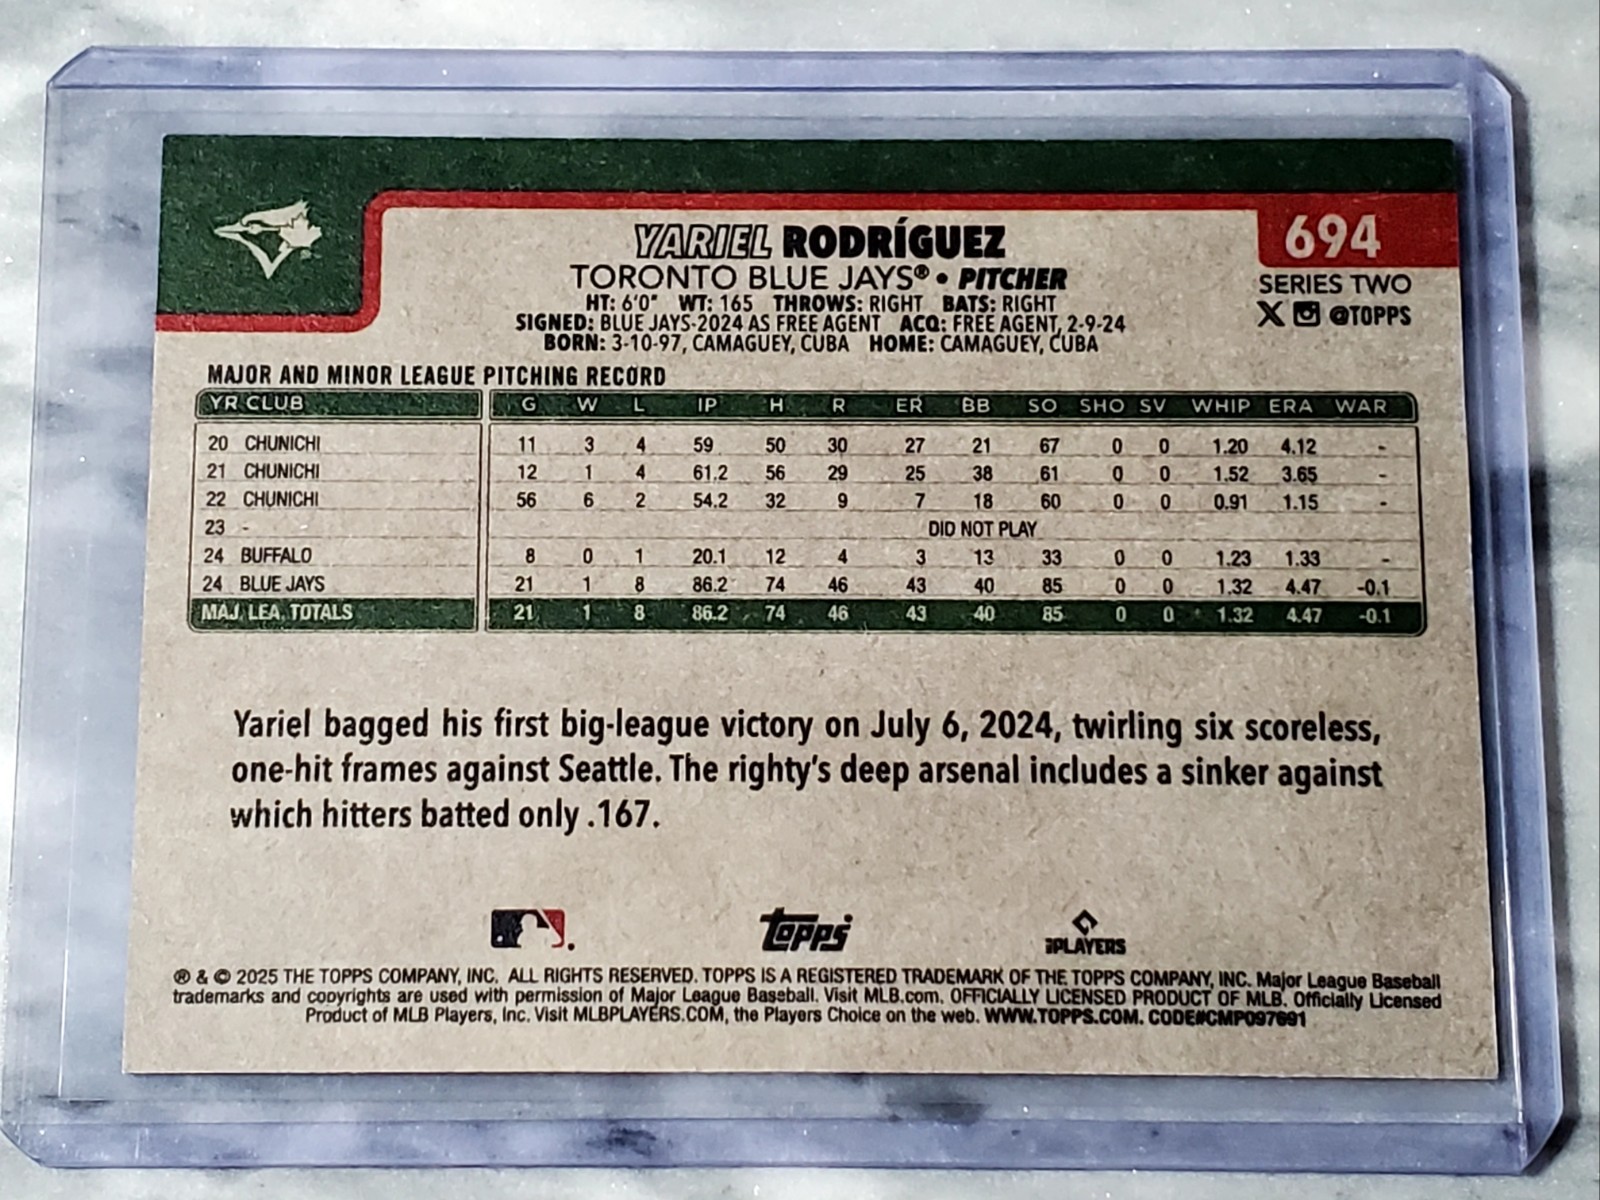 YARIEL RODRÍGUEZ
694
TORONTO BLUE JAYS® • PITCHER
SERIES TWO
HT: 6'0" WT: 165 THROWS: RIGHT BATS: RIGHT
@TOPPS
SIGNED: BLUE JAYS-2024 AS FREE AGENT ACQ: FREE AGENT, 2-9-24
BORN: 3-10-97, CAMAGUEY, CUBA HOME: CAMAGUEY, CUBA
MAJOR AND MINOR LEAGUE PITCHING RECORD
YR CLUB G W L IP H R ER BB SO SHO SV WHIP ERA WAR
20 CHUNICHI 11 3 4 59 50 30 27 21 67 0 0 1.20 4.12 -
21 CHUNICHI 12 1 4 61.2 56 29 25 38 61 0 0 1.52 3.65 -
22 CHUNICHI 56 6 2 54.2 32 9 7 18 60 0 0 0.91 1.15 -
23 - DID NOT PLAY
24 BUFFALO 8 0 1 20.1 12 4 3 13 33 0 0 1.23 1.33 -
24 BLUE JAYS 21 1 8 86.2 74 46 43 40 85 0 0 1.32 4.47 -0.1
MAJ. LEA. TOTALS 21 1 8 86.2 74 46 43 40 85 0 0 1.32 4.47 -0.1
Yariel bagged his first big-league victory on July 6, 2024, twirling six scoreless,
one-hit frames against Seattle. The righty's deep arsenal includes a sinker against
which hitters batted only .167.
topps
PLAYERS
® & © 2025 THE TOPPS COMPANY, INC. ALL RIGHTS RESERVED. TOPPS IS A REGISTERED TRADEMARK OF THE TOPPS COMPANY, INC. Major League Baseball
trademarks and copyrights are used with permission of Major League Baseball. Visit MLB.com. OFFICIALLY LICENSED PRODUCT OF MLB. Officially Licensed
Product of MLB Players, Inc. Visit MLBPLAYERS.COM, the Players Choice on the web. WWW.TOPPS.COM. CODE#CMP097691